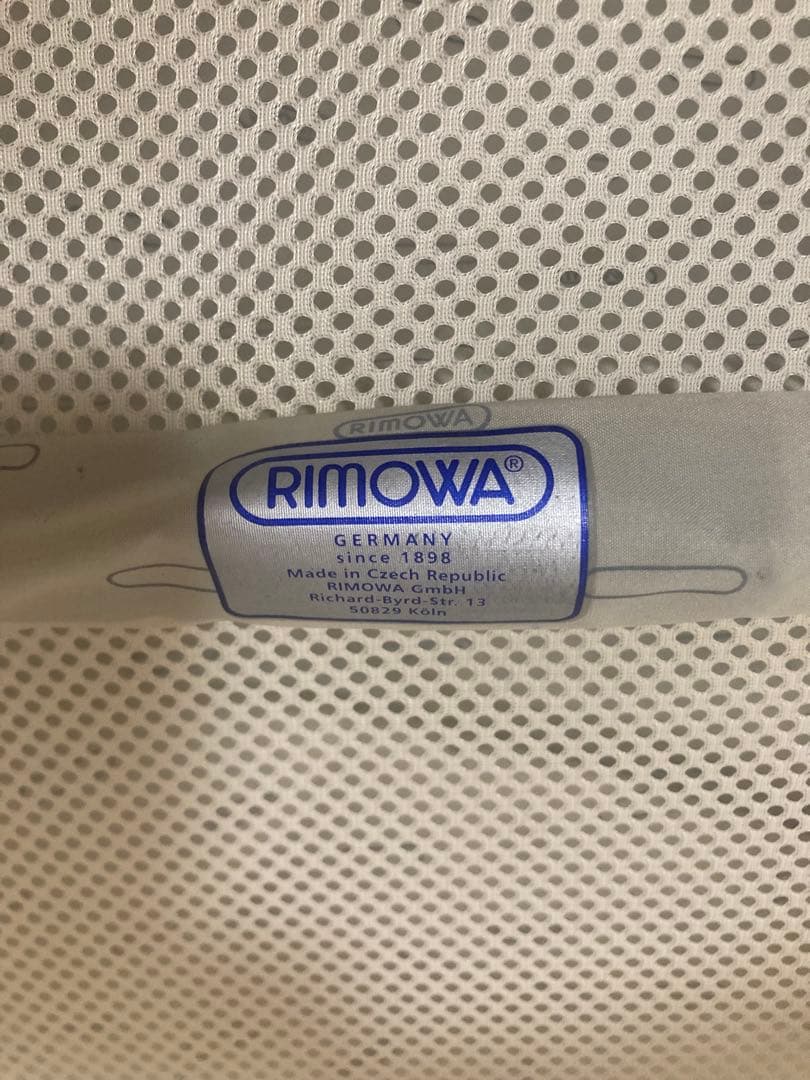 RIMOWA
RIMOWA®
GERMANY
since 1898
Made in Czech Republic
RIMOWA GmbH
Richard-Byrd-Str. 13
50829 Köln